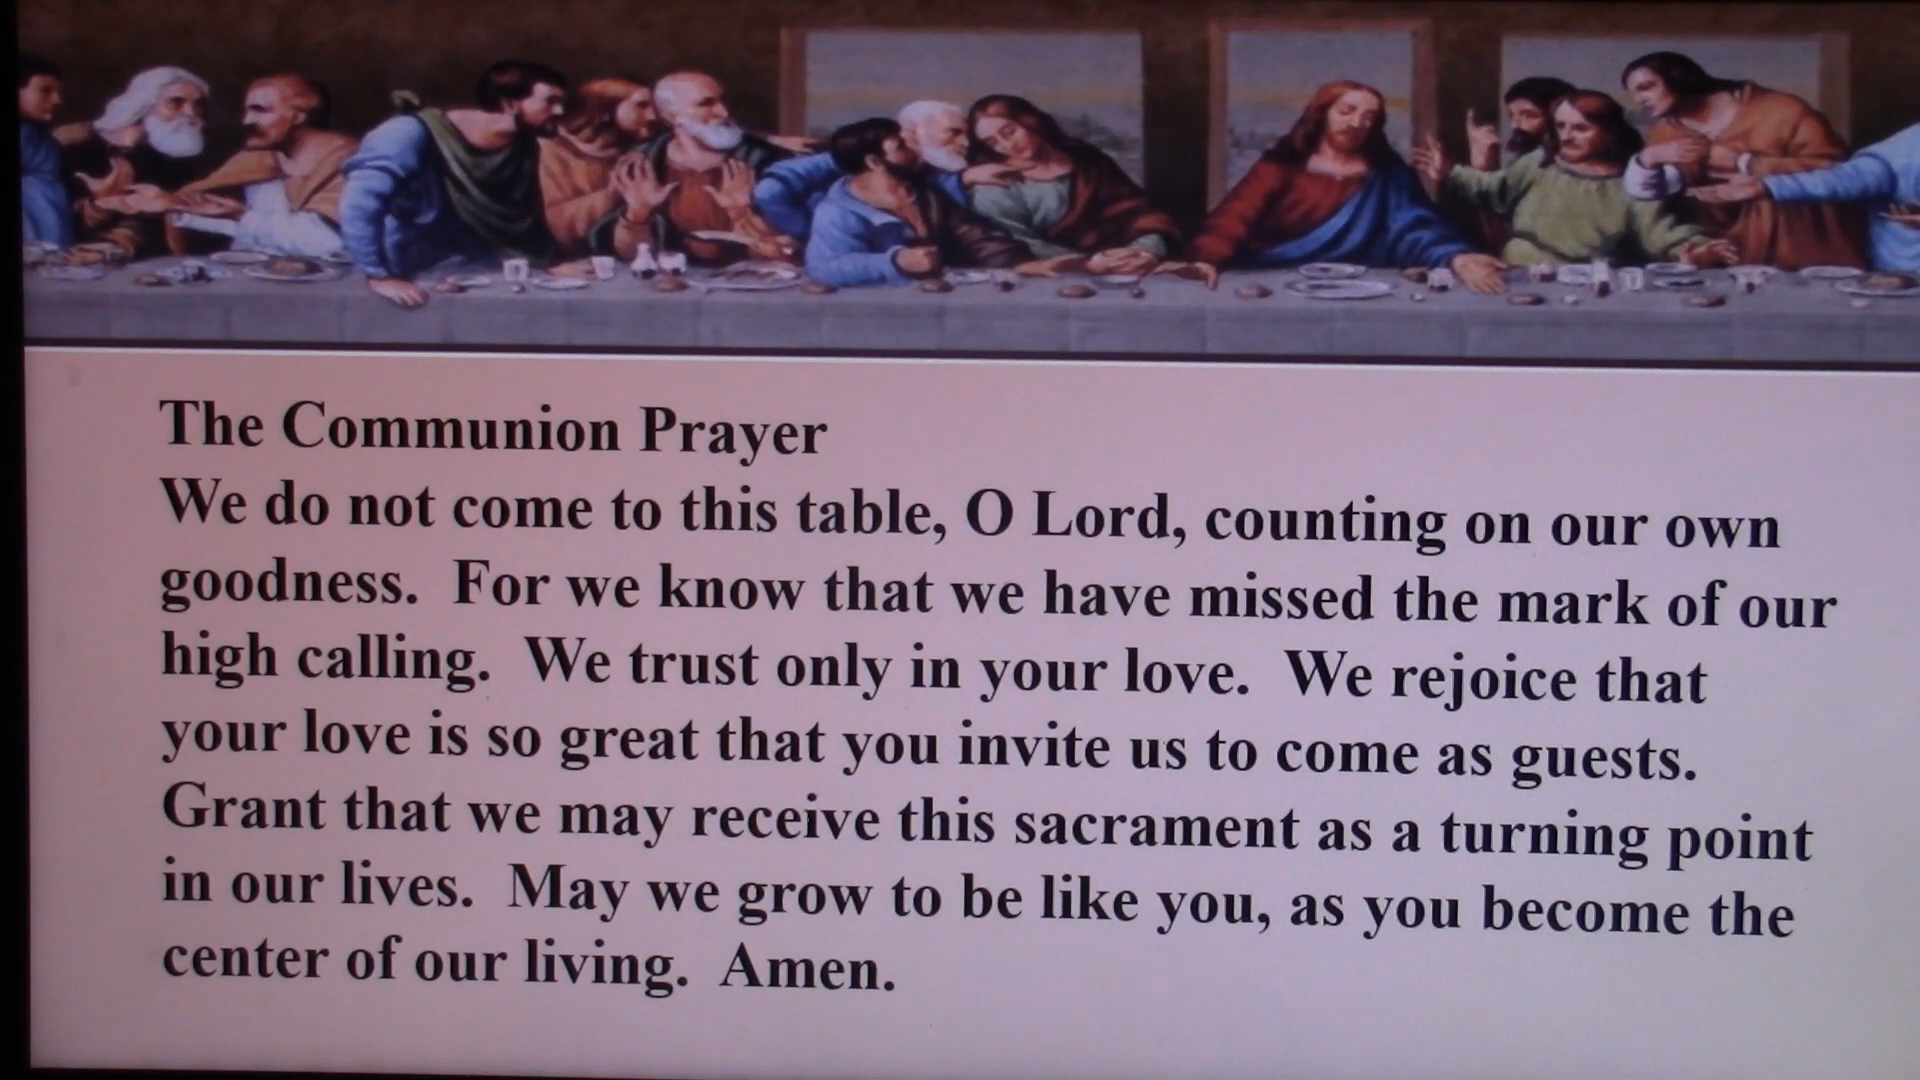 The Communion Prayer
We do not come to this table, O Lord, counting on our own
goodness.  For we know that we have missed the mark of our
high calling.  We trust only in your love.  We rejoice that
your love is so great that you invite us to come as guests.
Grant that we may receive this sacrament as a turning point
in our lives.  May we grow to be like you, as you become the
center of our living.  Amen.